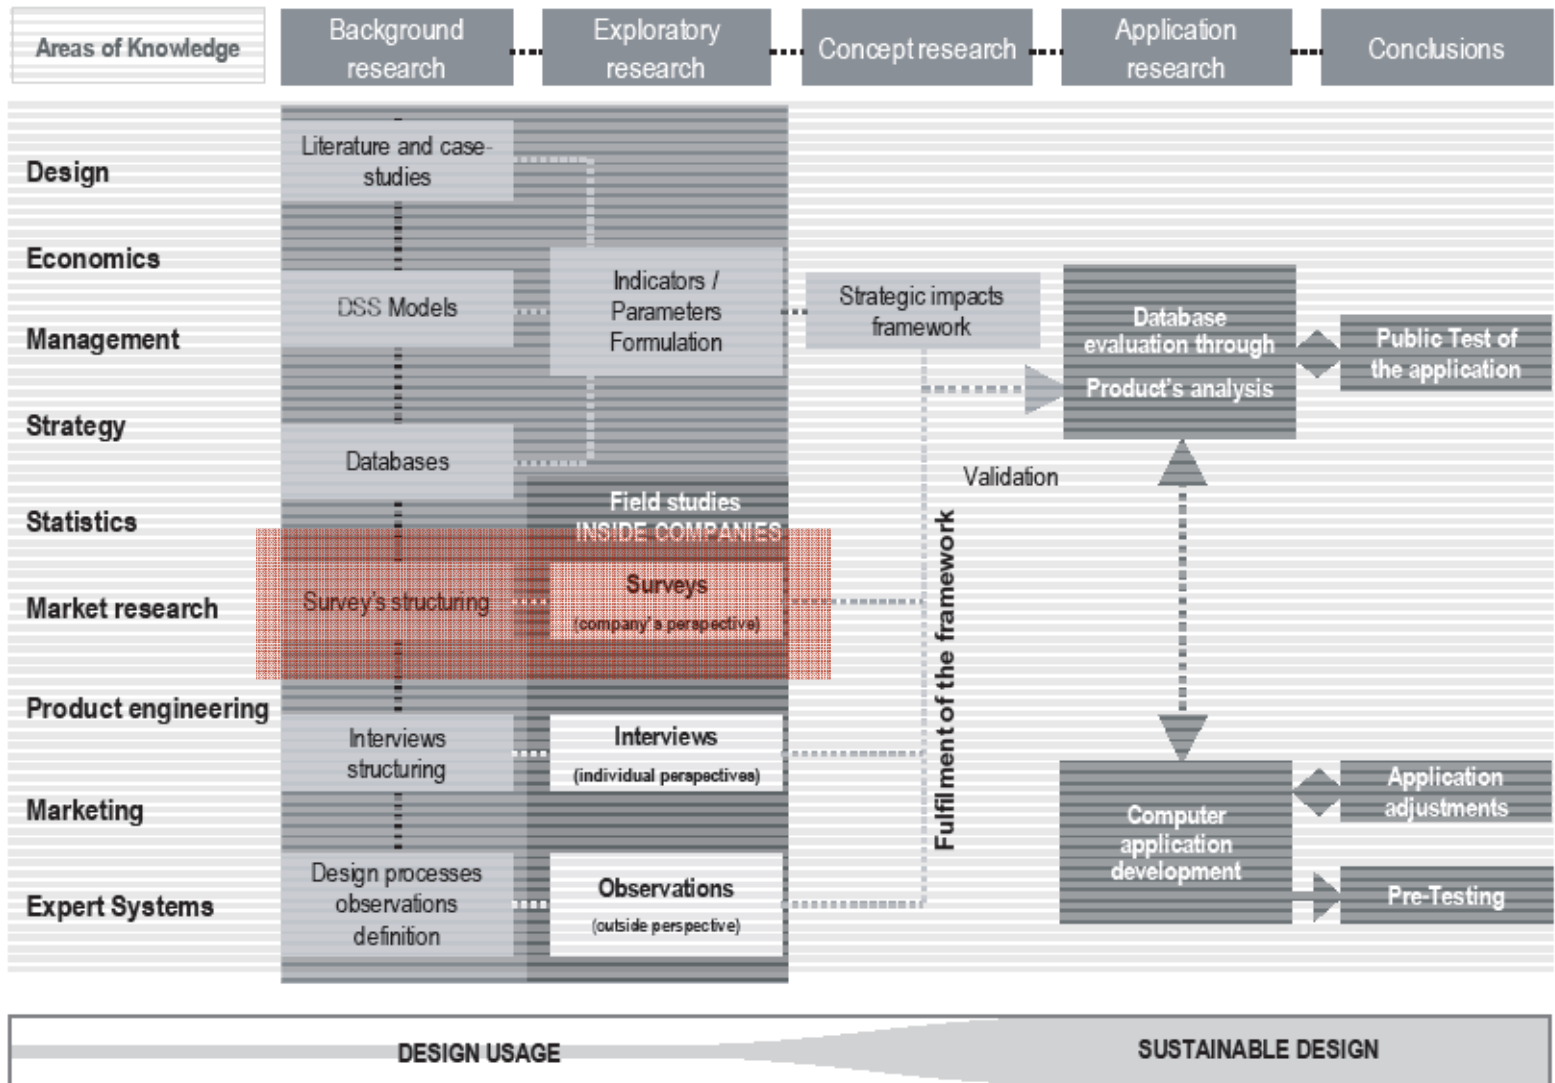 Areas of Knowledge
Background
research
Exploratory
research
Concept research
Application
research
Conclusions
Design
Economics
Management
Strategy
Statistics
Market research
Product engineering
Marketing
Expert Systems
Literature and case-
studies
DSS Models
Databases
Survey's structuring
Interviews
structuring
Design processes
observations
definition
Indicators /
Parameters
Formulation
Field studies
INSIDE COMPANIES
Surveys
(company's perspective)
Interviews
(individual perspectives)
Observations
(outside perspective)
Strategic impacts
framework
Validation
Fulfilment of the framework
Database
evaluation through
Product's analysis
Computer
application
development
Public Test of
the application
Application
adjustments
Pre-Testing
DESIGN USAGE
SUSTAINABLE DESIGN